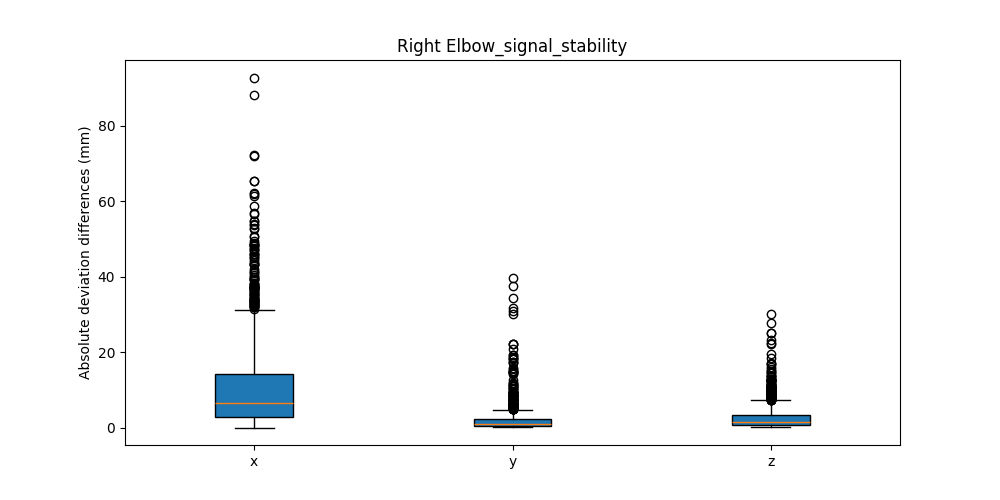 Right Elbow_signal_stability
Absolute deviation differences (mm)
80
60
40
20
0
x y z